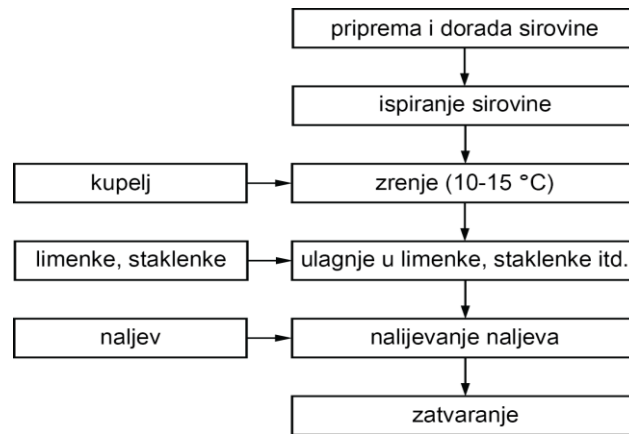 priprema i dorada sirovine
ispiranje sirovine
kupelj
zrenje (10-15 °C)
limenke, staklenke
ulagnje u limenke, staklenke itd.
naljev
nalijevanje naljeva
zatvaranje